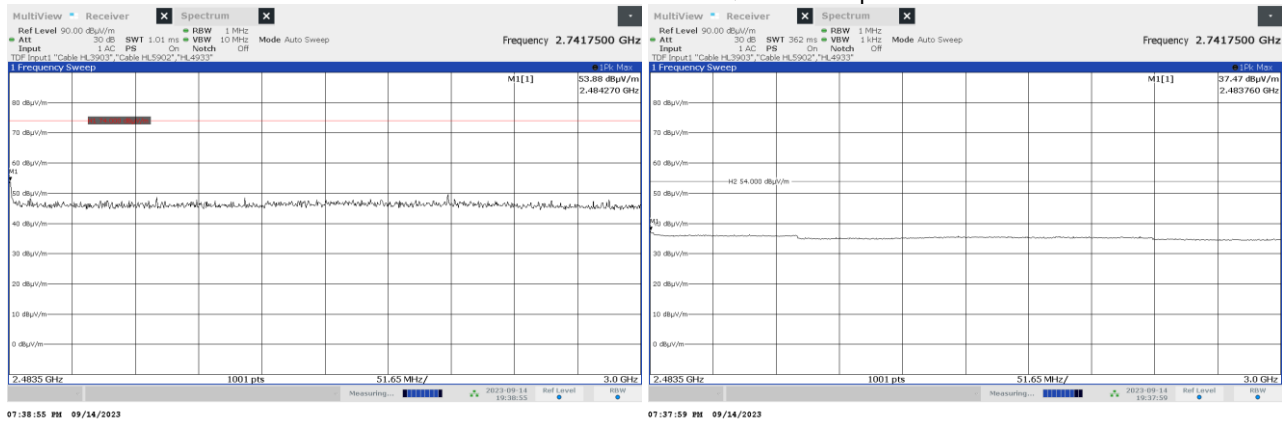 MultiView Receiver X Spectrum X
Ref Level 90.00 dBµV/m RBW 1 MHz
Att 30 dB SWT 1.01 ms VBW 10 MHz Mode Auto Sweep Frequency 2.7417500 GHz
Input 1 AC PS On Notch Off
TDF Input1 "Cable HL3903","Cable HL5902","HL4933"
1 Frequency Sweep 1Pk Max
M1[1] 53.88 dBµV/m
2.484270 GHz
80 dBµV/m
70 dBµV/m
60 dBµV/m
M1
50 dBµV/m
40 dBµV/m
30 dBµV/m
20 dBµV/m
10 dBµV/m
0 dBµV/m
2.4835 GHz 1001 pts 51.65 MHz/ 3.0 GHz
Measuring... 2023-09-14 19:38:55 Ref Level RBW
07:38:55 PM 09/14/2023
MultiView Receiver X Spectrum X
Ref Level 90.00 dBµV/m RBW 1 MHz
Att 30 dB SWT 362 ms VBW 1 kHz Mode Auto Sweep Frequency 2.7417500 GHz
Input 1 AC PS On Notch Off
TDF Input1 "Cable HL3903","Cable HL5902","HL4933"
1 Frequency Sweep 1Pk Max
M1[1] 37.47 dBµV/m
2.483760 GHz
80 dBµV/m
70 dBµV/m
60 dBµV/m
H2 54.000 dBµV/m
50 dBµV/m
M1
40 dBµV/m
30 dBµV/m
20 dBµV/m
10 dBµV/m
0 dBµV/m
2.4835 GHz 1001 pts 51.65 MHz/ 3.0 GHz
Measuring... 2023-09-14 19:37:59 Ref Level RBW
07:37:59 PM 09/14/2023